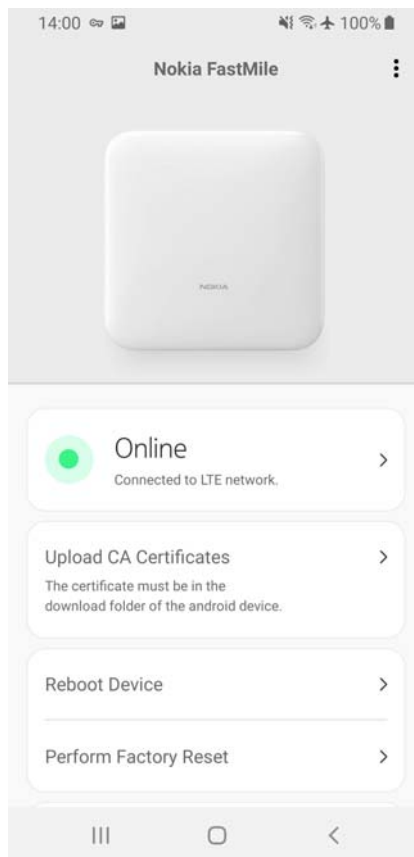 14:00 100%
Nokia FastMile
NOKIA
Online
Connected to LTE network.
Upload CA Certificates
The certificate must be in the
download folder of the android device.
Reboot Device
Perform Factory Reset